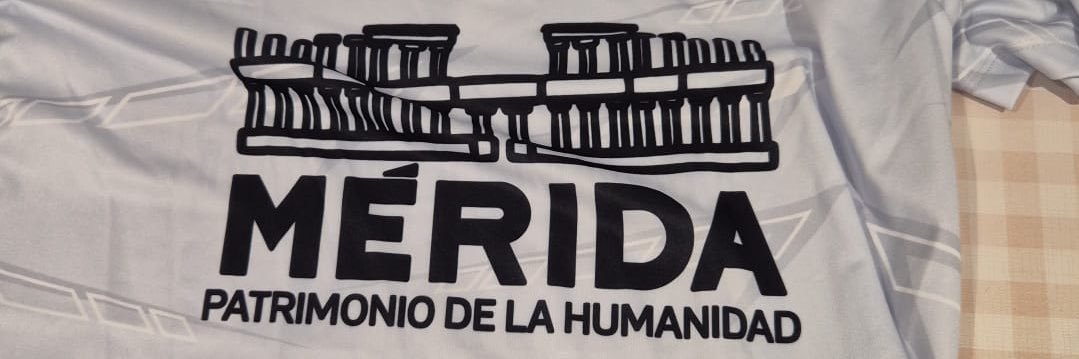 MÉRIDA
PATRIMONIO DE LA HUMANIDAD